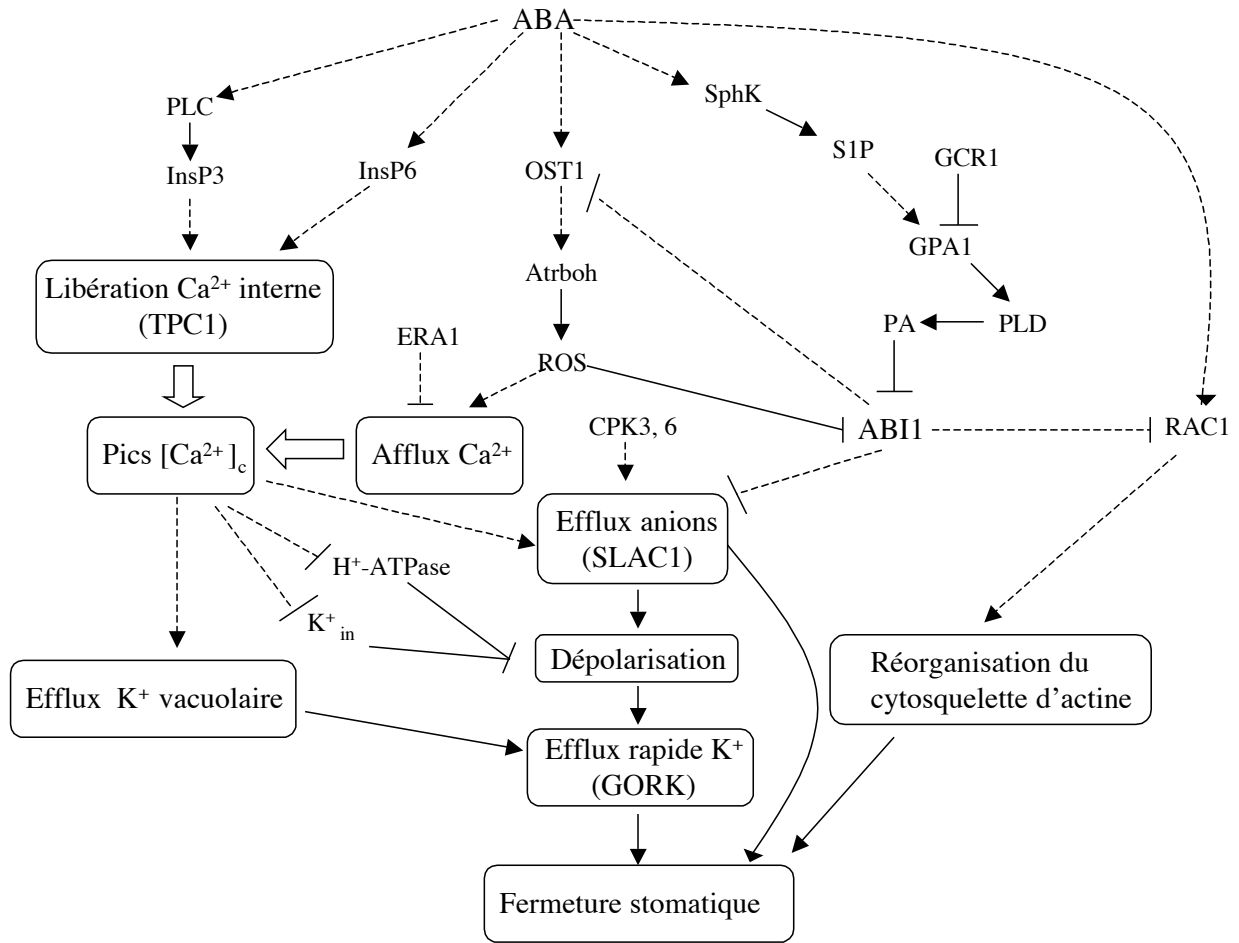 ABA
PLC
SphK
InsP3
InsP6
OST1
S1P
GCR1
GPA1
Atrboh
Libération Ca²⁺ interne
(TPC1)
ERA1
ROS
PA
PLD
Pics [Ca²⁺ ]c
Afflux Ca²⁺
CPK3, 6
ABI1
RAC1
Efflux anions
(SLAC1)
H⁺-ATPase
K⁺ in
Dépolarisation
Réorganisation du
cytosquelette d’actine
Efflux K⁺ vacuolaire
Efflux rapide K⁺
(GORK)
Fermeture stomatique